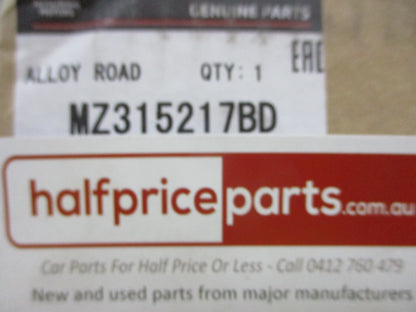 GENUINE PARTS
ALLOY ROAD QTY: 1 EAC
MZ315217BD
halfpriceparts.com.au
Car Parts For Half Price Or Less - Call 0412 760 479
New and used parts from major manufacturers